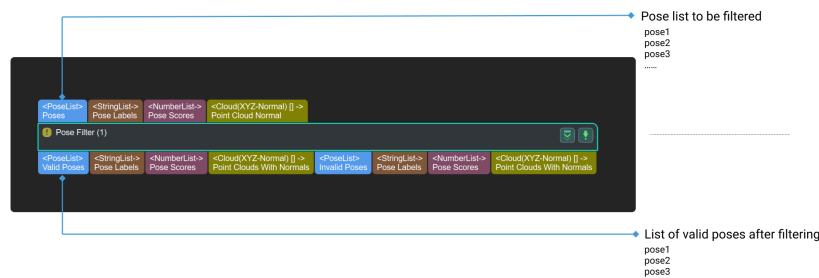 Pose list to be filtered
pose1
pose2
pose3
......
<PoseList> <StringList-> <NumberList-> <Cloud(XYZ-Normal) [] ->
Poses Pose Labels Pose Scores Point Cloud Normal
Pose Filter (1)
<PoseList> <StringList-> <NumberList-> <Cloud(XYZ-Normal) [] -> <PoseList> <StringList-> <NumberList-> <Cloud(XYZ-Normal) [] ->
Valid Poses Pose Labels Pose Scores Point Clouds With Normals Invalid Poses Pose Labels Pose Scores Point Clouds With Normals
List of valid poses after filtering
pose1
pose2
pose3